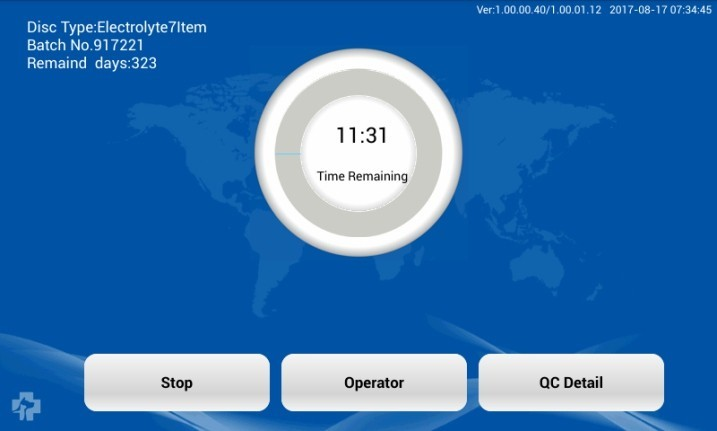 Ver:1.00.00.40/1.00.01.12 2017-08-17 07:34:45
Disc Type:Electrolyte7Item
Batch No.917221
Remaind days:323
11:31
Time Remaining
Stop
Operator
QC Detail